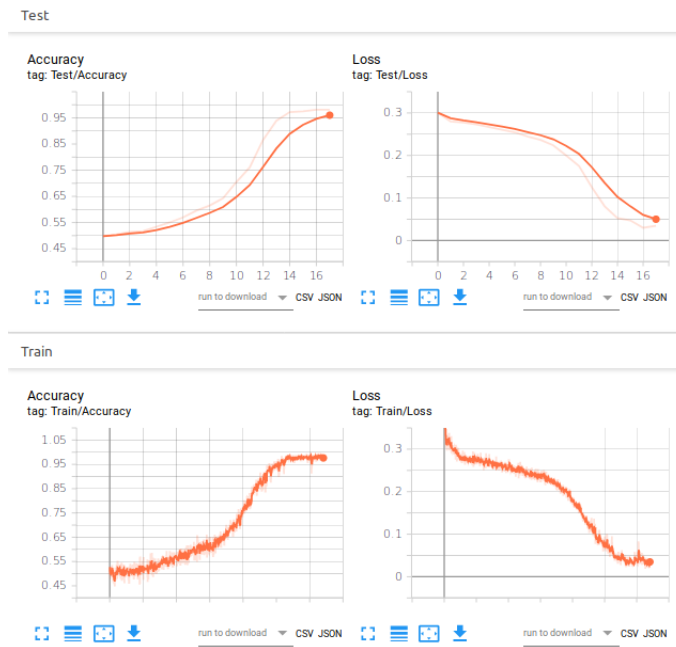 Test
Accuracy
tag: Test/Accuracy
0.95
0.85
0.75
0.65
0.55
0.45
0 2 4 6 8 10 12 14 16
run to download CSV JSON
Loss
tag: Test/Loss
0.3
0.2
0.1
0
0 2 4 6 8 10 12 14 16
run to download CSV JSON
Train
Accuracy
tag: Train/Accuracy
1.05
0.95
0.85
0.75
0.65
0.55
0.45
run to download CSV JSON
Loss
tag: Train/Loss
0.3
0.2
0.1
0
run to download CSV JSON